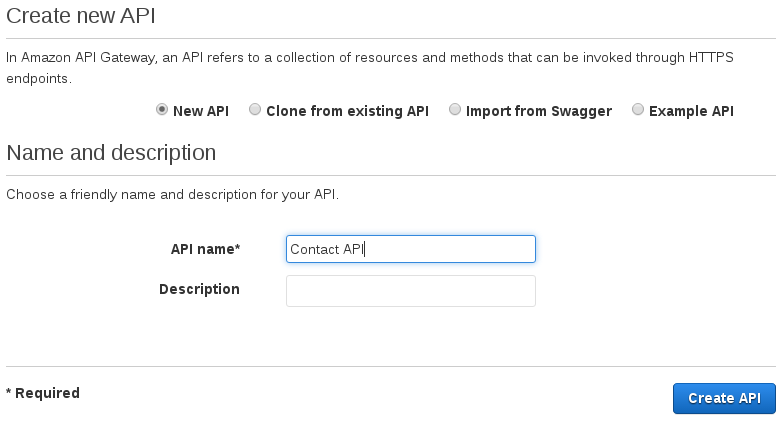 Create new API
In Amazon API Gateway, an API refers to a collection of resources and methods that can be invoked through HTTPS
endpoints.
New API Clone from existing API Import from Swagger Example API
Name and description
Choose a friendly name and description for your API.
API name* Contact API
Description
* Required Create API